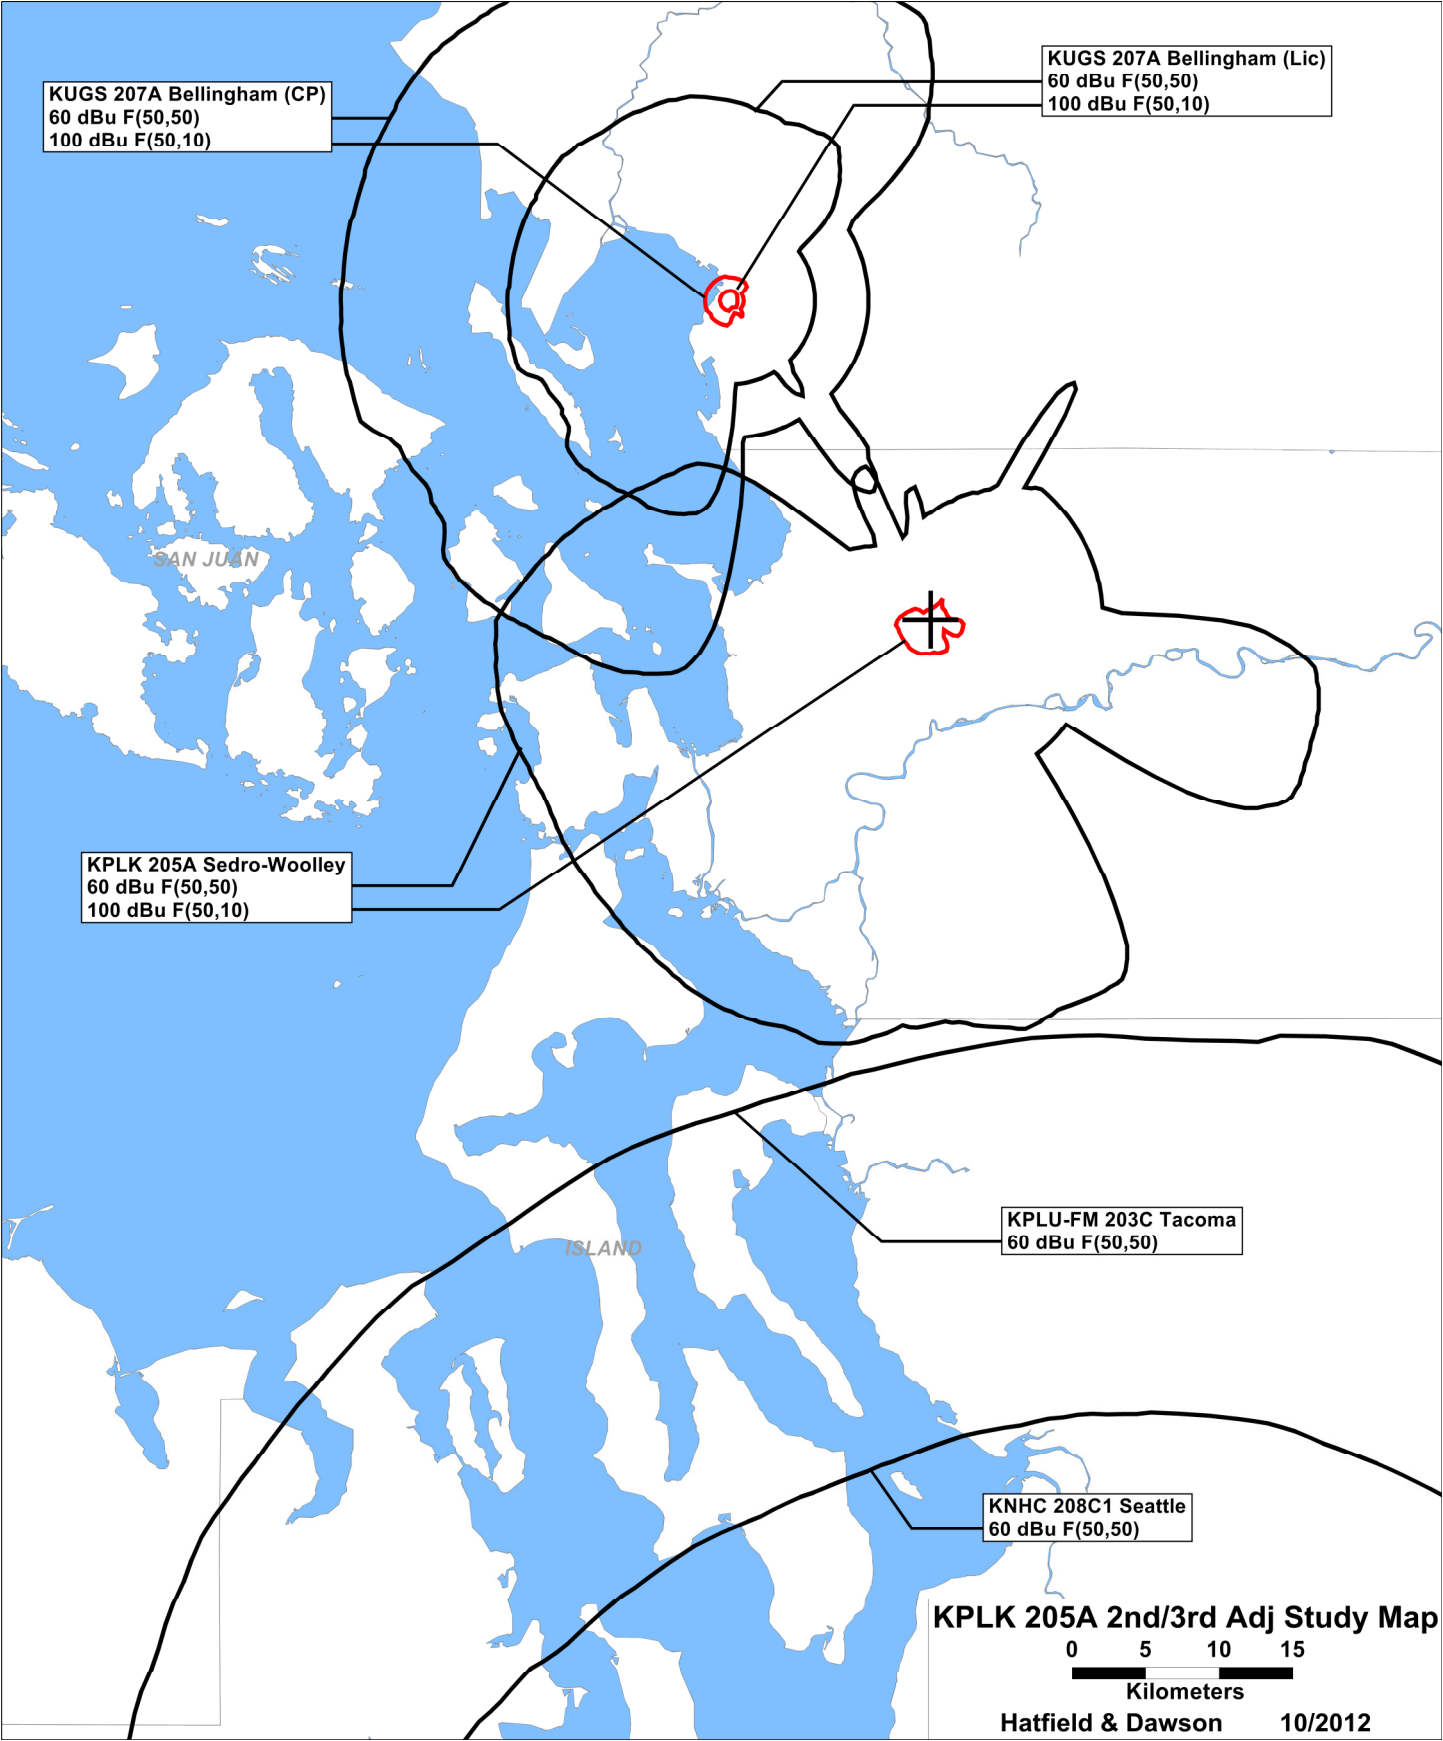 KUGS 207A Bellingham (Lic)
60 dBu F(50,50)
100 dBu F(50,10)
KUGS 207A Bellingham (CP)
60 dBu F(50,50)
100 dBu F(50,10)
SAN JUAN
KPLK 205A Sedro-Woolley
60 dBu F(50,50)
100 dBu F(50,10)
KPLU-FM 203C Tacoma
60 dBu F(50,50)
ISLAND
KNHC 208C1 Seattle
60 dBu F(50,50)
KPLK 205A 2nd/3rd Adj Study Map
0 5 10 15
Kilometers
Hatfield & Dawson 10/2012